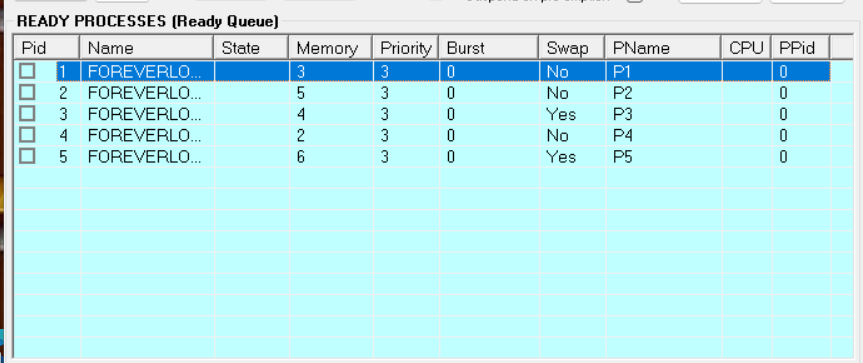 READY PROCESSES (Ready Queue)
Pid Name State Memory Priority Burst Swap PName CPU PPid
1 FOREVERLO... 3 3 0 No P1 0
2 FOREVERLO... 5 3 0 No P2 0
3 FOREVERLO... 4 3 0 Yes P3 0
4 FOREVERLO... 2 3 0 No P4 0
5 FOREVERLO... 6 3 0 Yes P5 0